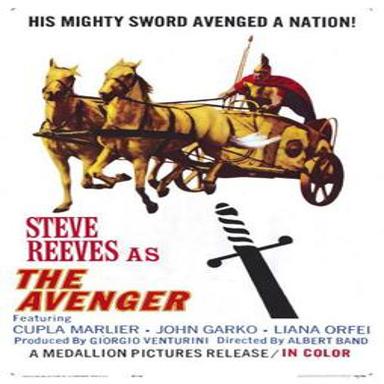 HIS MIGHTY SWORD AVENGED A NATION!
STEVE
REEVES AS
THE
AVENGER
Featuring
CUPLA MARLIER - JOHN GARKO - LIANA ORFEI
Produced By GIORGIO VENTURINI Directed By ALBERT BAND
A MEDALLION PICTURES RELEASE / IN COLOR